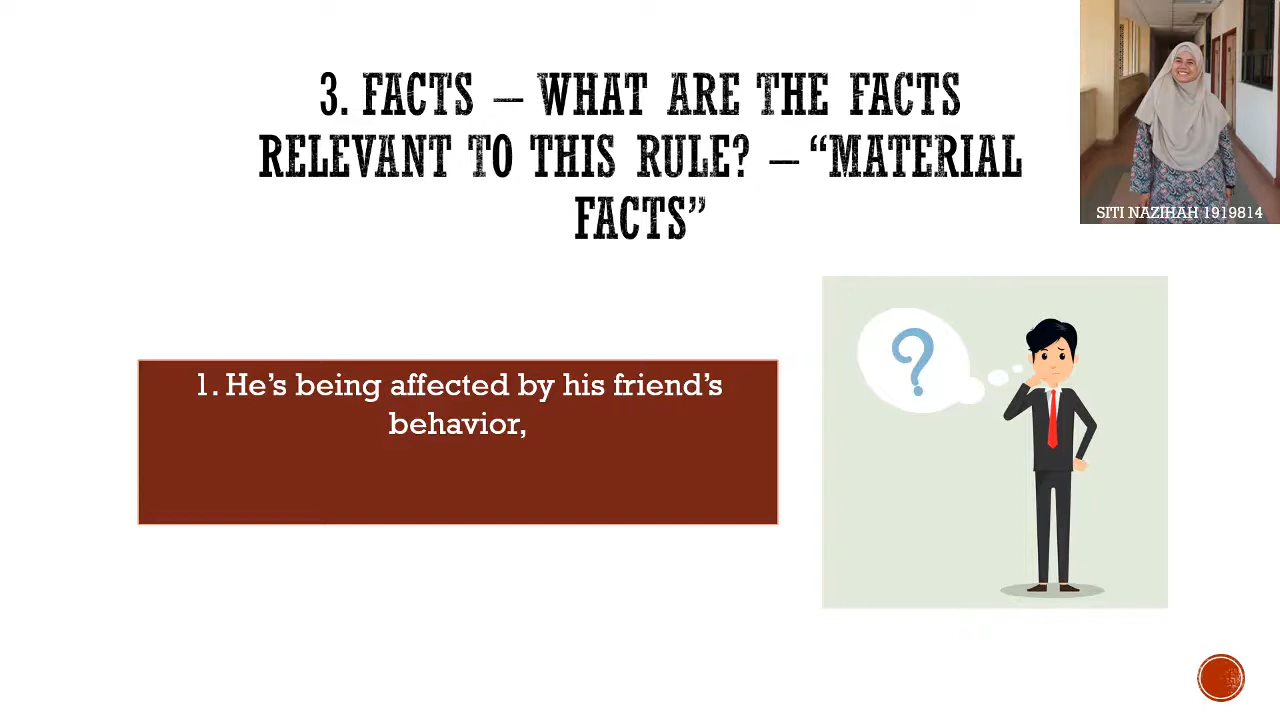 3. FACTS – WHAT ARE THE FACTS
RELEVANT TO THIS RULE? – “MATERIAL
FACTS”
SITI NAZIHAH 1919814
1. He’s being affected by his friend’s
behavior,
?